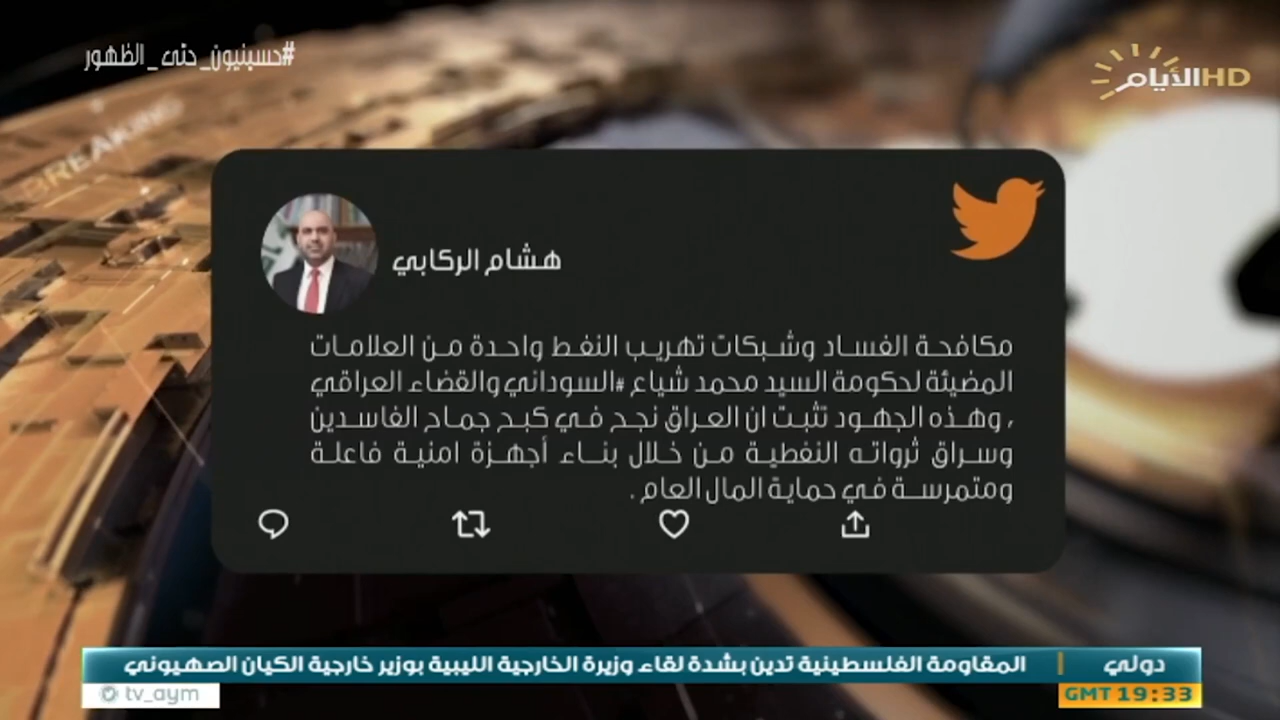 #حسينيون_حتى_الظهور
الأيام HD
BREAKING
هشام الركابي
مكافحة الفساد وشبكات تهريب النفط واحدة من العلامات
المضيئة لحكومة السيد محمد شياع #السوداني والقضاء العراقي
، وهذه الجهود تثبت ان العراق نجح في كبح جماح الفاسدين
وسراق ثرواته النفطية من خلال بناء أجهزة امنية فاعلة
ومتمرسة في حماية المال العام .
دولي | المقاومة الفلسطينية تدين بشدة لقاء وزيرة الخارجية الليبية بوزير خارجية الكيان الصهيوني
tv_aym
GMT 19:33